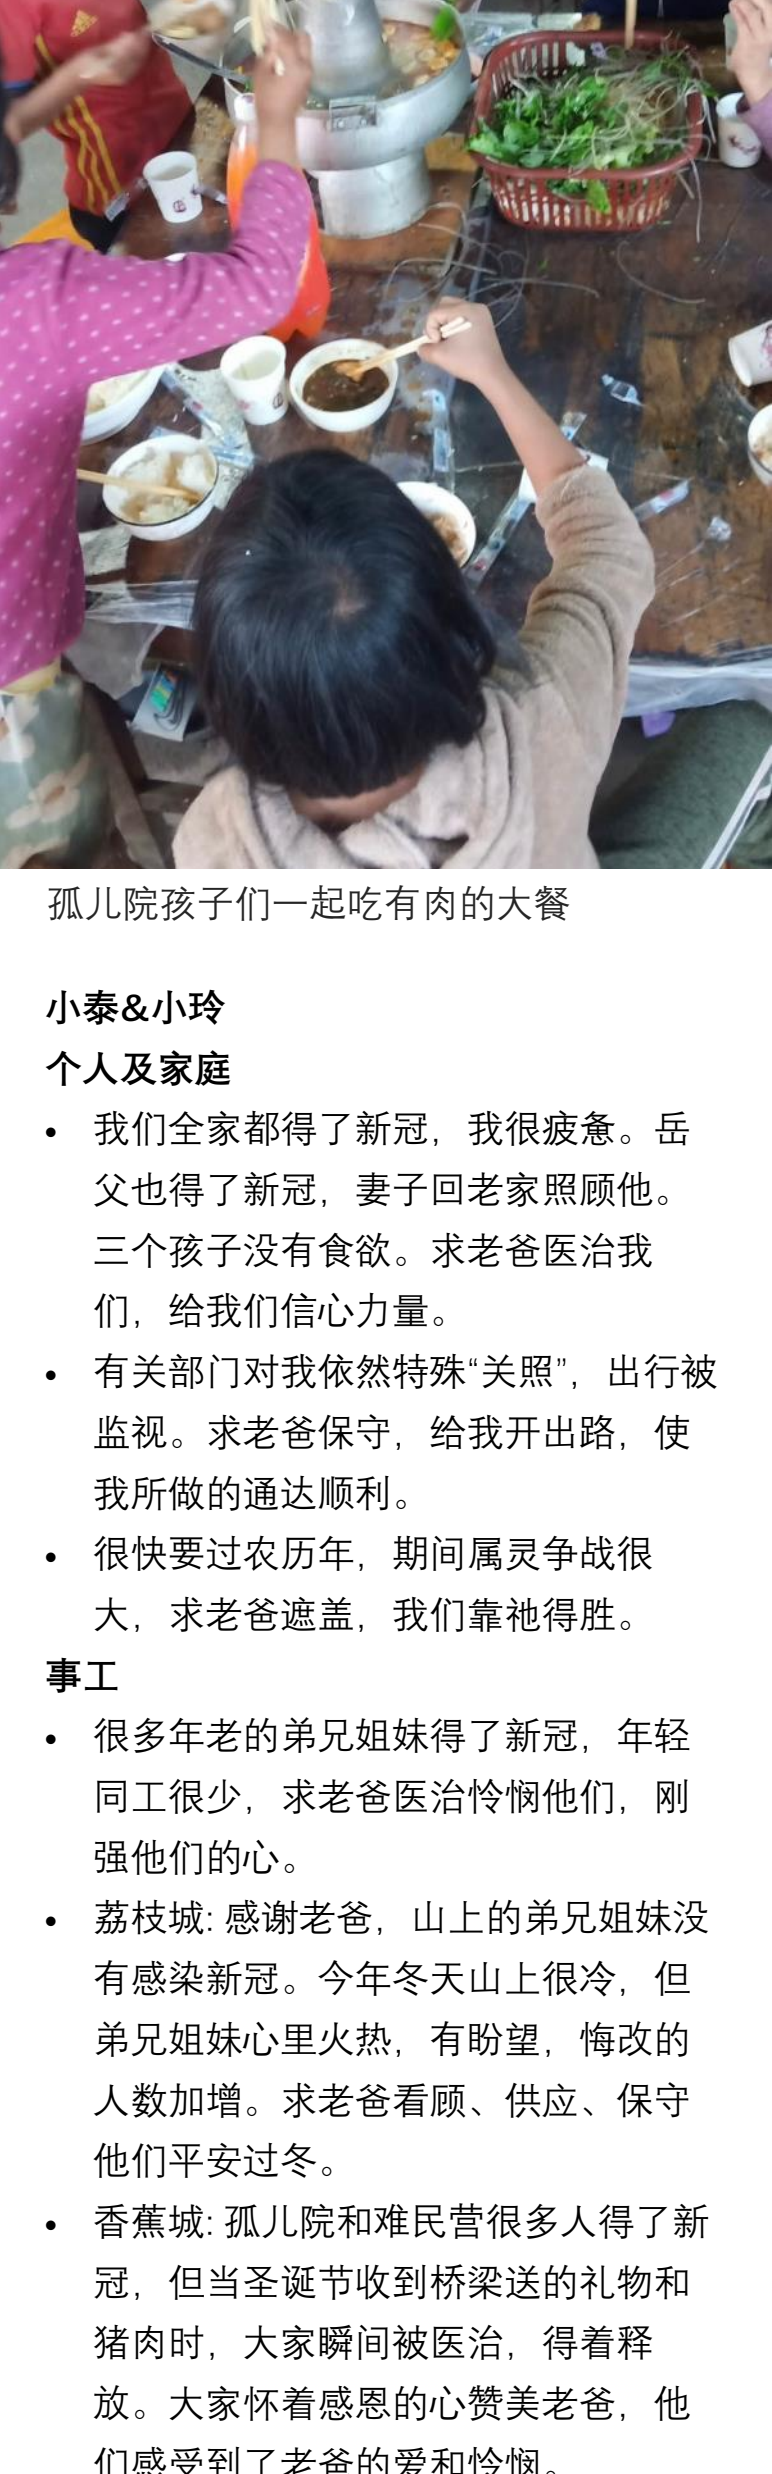 孤儿院孩子们一起吃有肉的大餐
小泰&小玲
个人及家庭
• 我们全家都得了新冠，我很疲惫。岳
父也得了新冠，妻子回老家照顾他。
三个孩子没有食欲。求老爸医治我
们，给我们信心力量。
• 有关部门对我依然特殊“关照”，出行被
监视。求老爸保守，给我开出路，使
我所做的通达顺利。
• 很快要过农历年，期间属灵争战很
大，求老爸遮盖，我们靠祂得胜。
事工
• 很多年老的弟兄姐妹得了新冠，年轻
同工很少，求老爸医治怜悯他们，刚
强他们的心。
• 荔枝城: 感谢老爸，山上的弟兄姐妹没
有感染新冠。今年冬天山上很冷，但
弟兄姐妹心里火热，有盼望，悔改的
人数加增。求老爸看顾、供应、保守
他们平安过冬。
• 香蕉城: 孤儿院和难民营很多人得了新
冠，但当圣诞节收到桥梁送的礼物和
猪肉时，大家瞬间被医治，得着释
放。大家怀着感恩的心赞美老爸，他
们感受到了老爸的爱和怜悯。